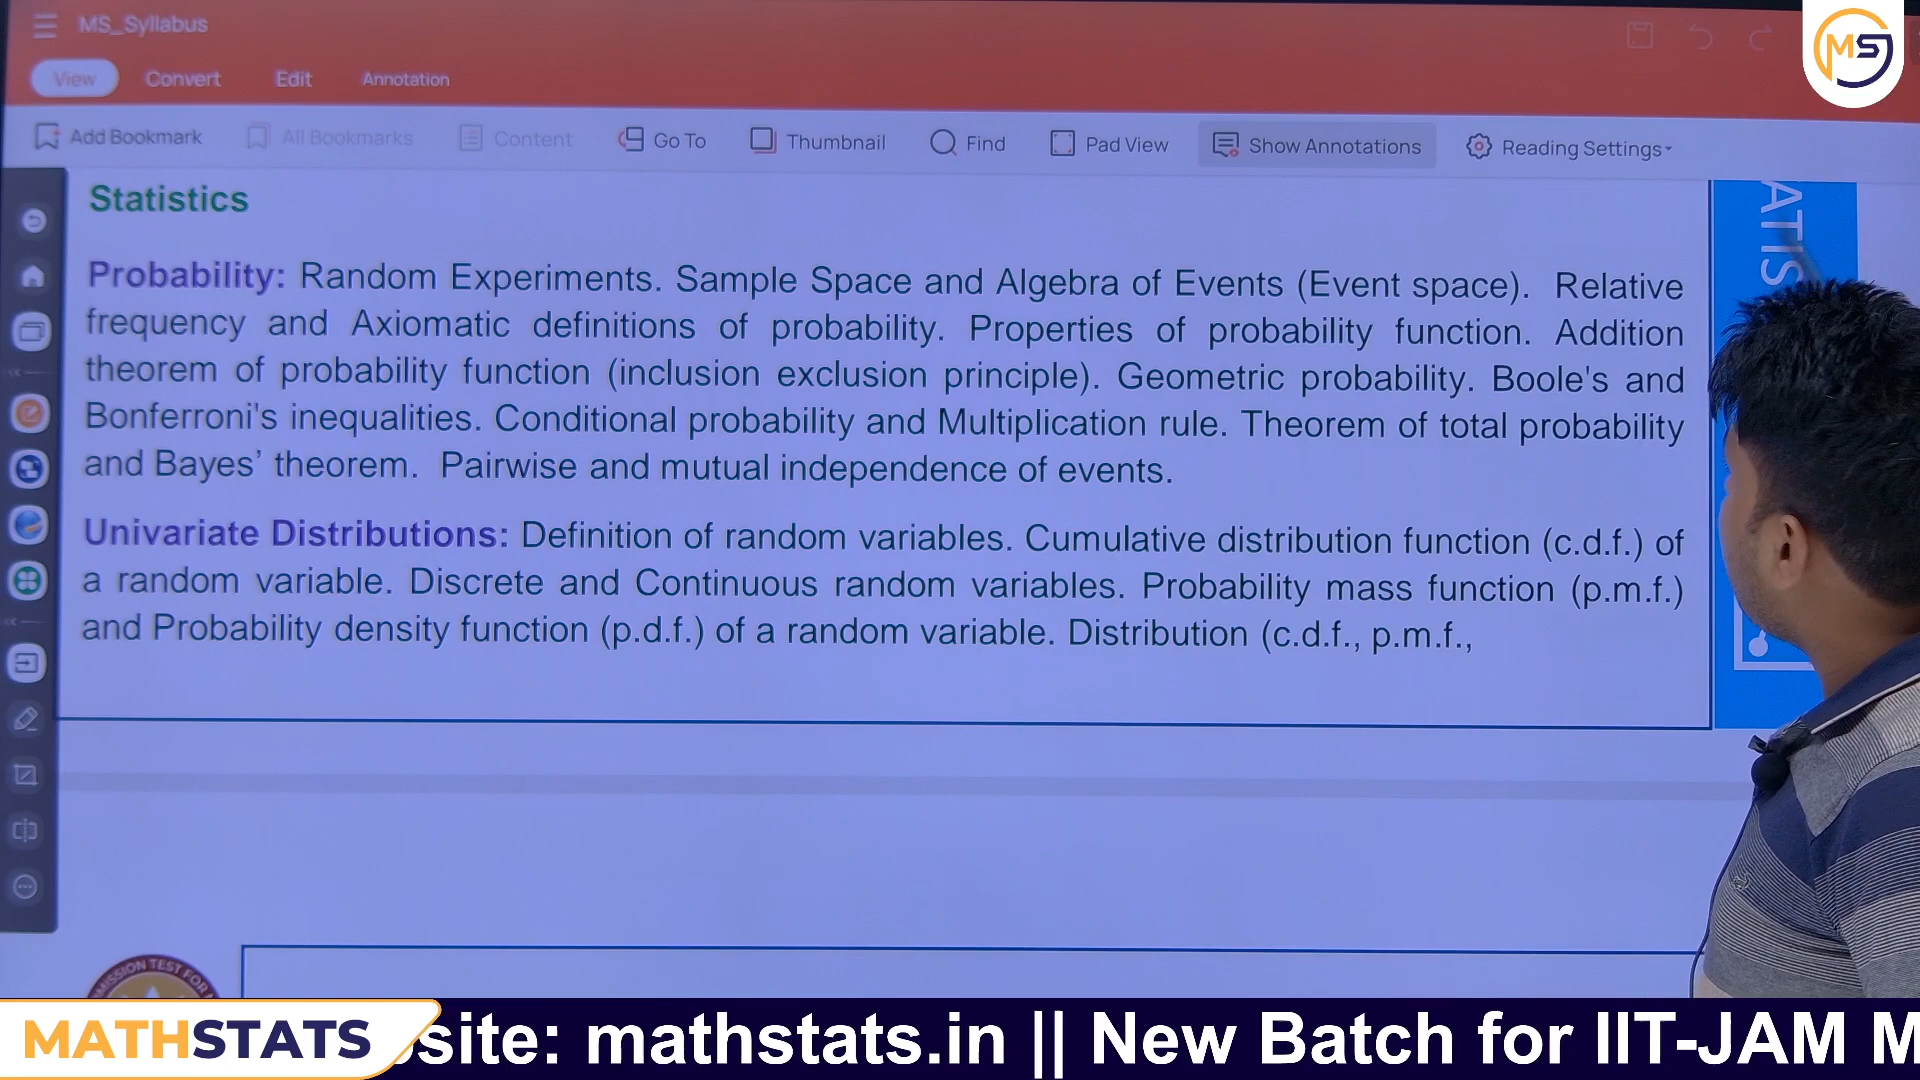 MS_Syllabus
View Convert Edit Annotation
MS
Add Bookmark All Bookmarks Content Go To Thumbnail Find Pad View Show Annotations Reading Settings
Statistics
ATIS
Probability: Random Experiments. Sample Space and Algebra of Events (Event space). Relative
frequency and Axiomatic definitions of probability. Properties of probability function. Addition
theorem of probability function (inclusion exclusion principle). Geometric probability. Boole's and
Bonferroni's inequalities. Conditional probability and Multiplication rule. Theorem of total probability
and Bayes’ theorem. Pairwise and mutual independence of events.
Univariate Distributions: Definition of random variables. Cumulative distribution function (c.d.f.) of
a random variable. Discrete and Continuous random variables. Probability mass function (p.m.f.)
and Probability density function (p.d.f.) of a random variable. Distribution (c.d.f., p.m.f.,
MISSION TEST FOR
MATHSTATS site: mathstats.in || New Batch for IIT-JAM M